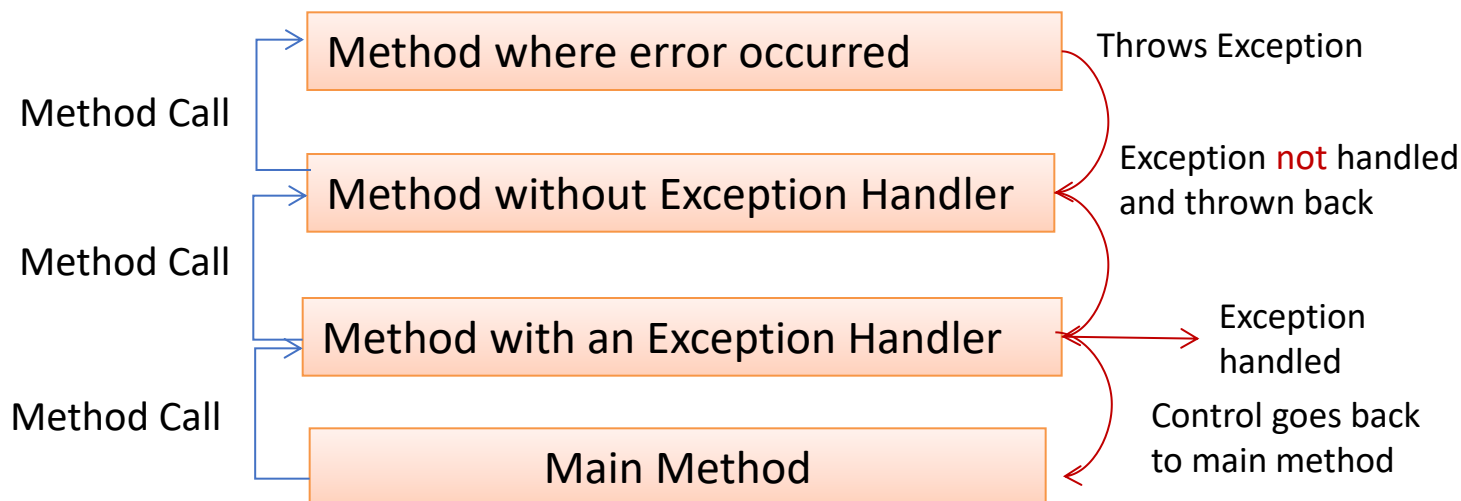 Method where error occurred
Throws Exception
Method Call
Exception not handled
and thrown back
Method without Exception Handler
Method Call
Exception
handled
Method with an Exception Handler
Method Call
Control goes back
to main method
Main Method